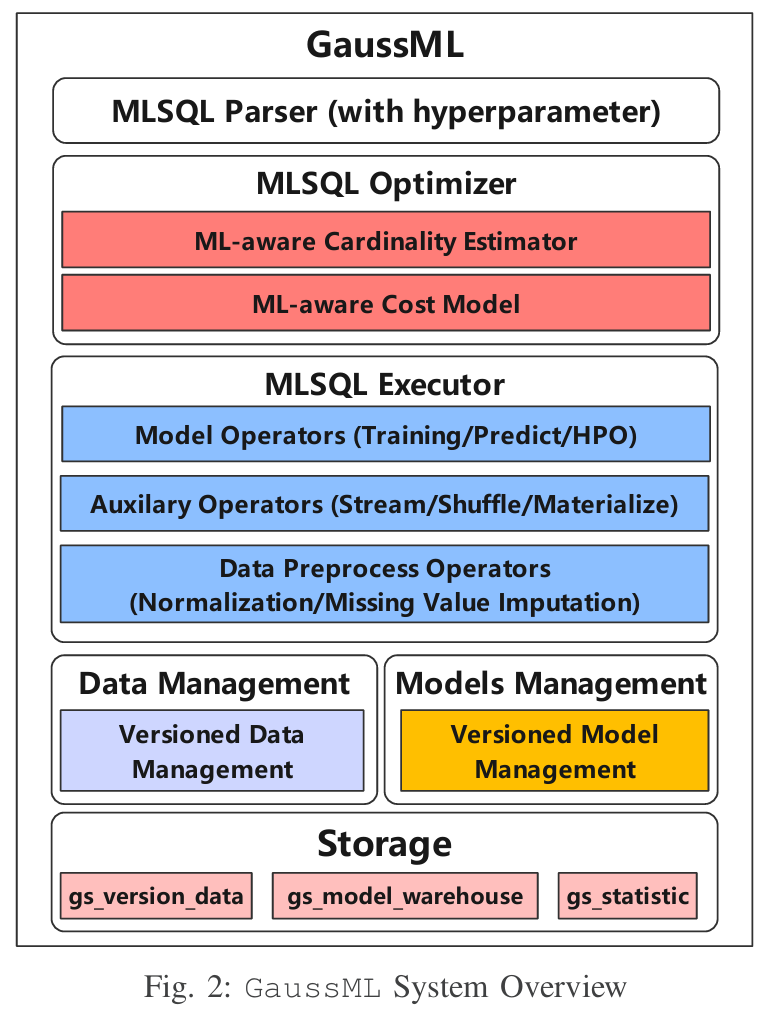 GaussML
MLSQL Parser (with hyperparameter)
MLSQL Optimizer
ML-aware Cardinality Estimator
ML-aware Cost Model
MLSQL Executor
Model Operators (Training/Predict/HPO)
Auxilary Operators (Stream/Shuffle/Materialize)
Data Preprocess Operators
(Normalization/Missing Value Imputation)
Data Management
Versioned Data
Management
Models Management
Versioned Model
Management
Storage
gs_version_data
gs_model_warehouse
gs_statistic
Fig. 2: GaussML System Overview